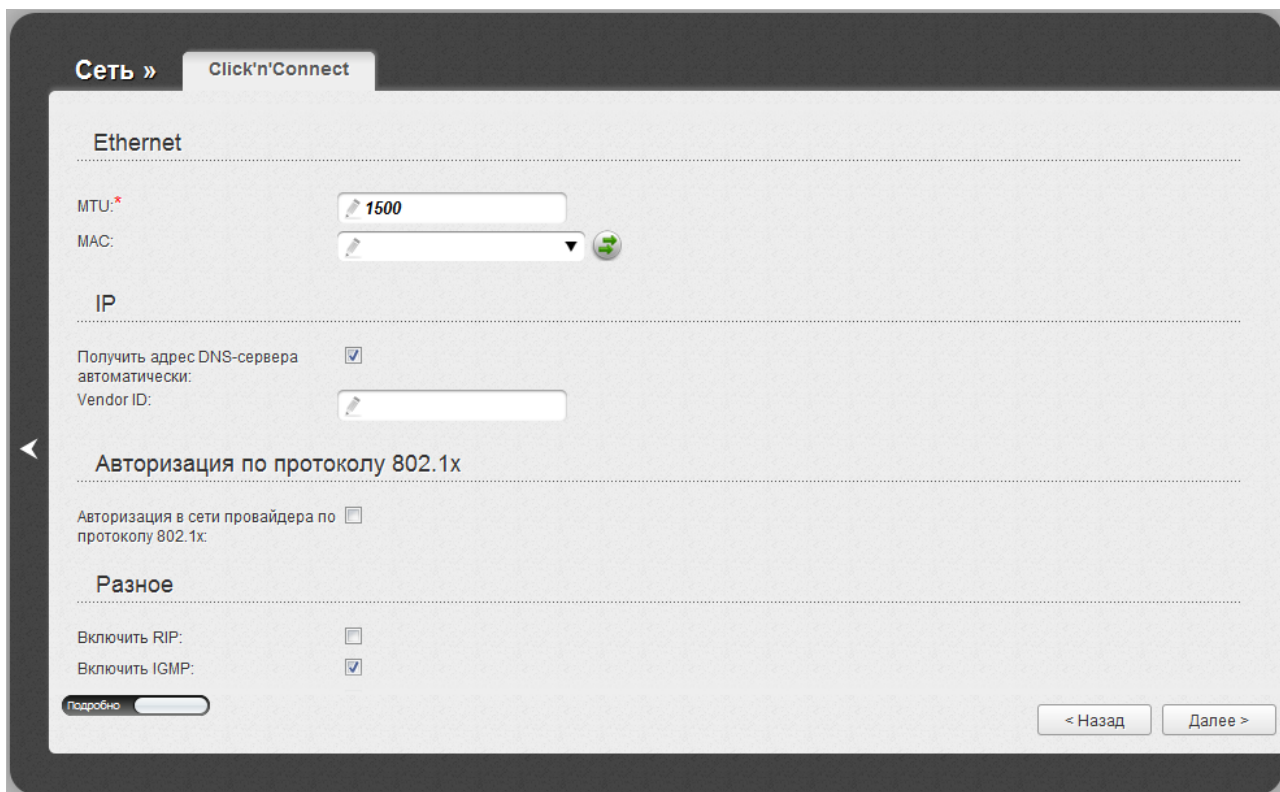 Сеть »
Click'n'Connect
Ethernet
MTU:*
1500
MAC:
IP
Получить адрес DNS-сервера
автоматически:
Vendor ID:
Авторизация по протоколу 802.1x
Авторизация в сети провайдера по
протоколу 802.1x:
Разное
Включить RIP:
Включить IGMP:
Подробно
< Назад
Далее >